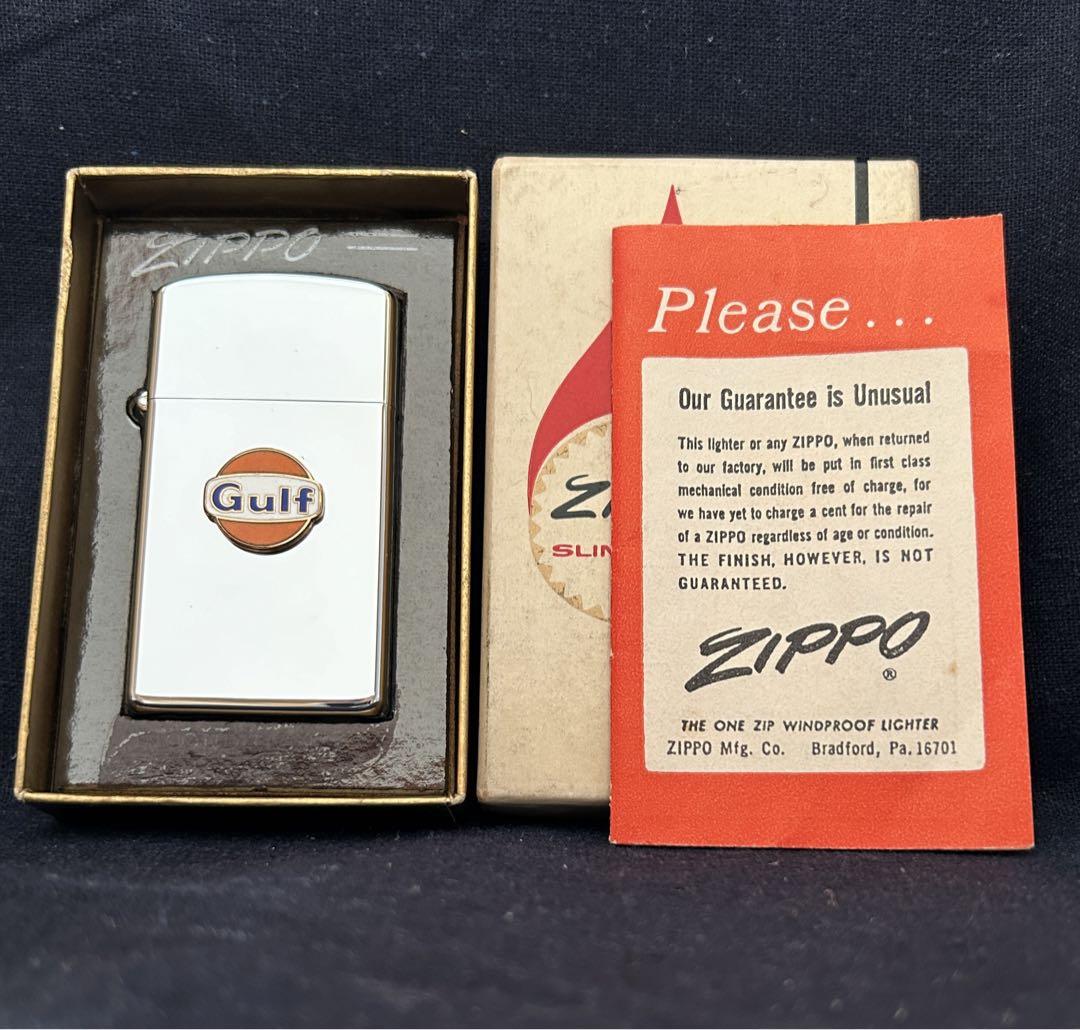 ZIPPO
Gulf
Please...
Our Guarantee is Unusual
This lighter or any ZIPPO, when returned
to our factory, will be put in first class
mechanical condition free of charge, for
we have yet to charge a cent for the repair
of a ZIPPO regardless of age or condition.
THE FINISH, HOWEVER, IS NOT
GUARANTEED.
ZIPPO
®
THE ONE ZIP WINDPROOF LIGHTER
ZIPPO Mfg. Co. Bradford, Pa. 16701